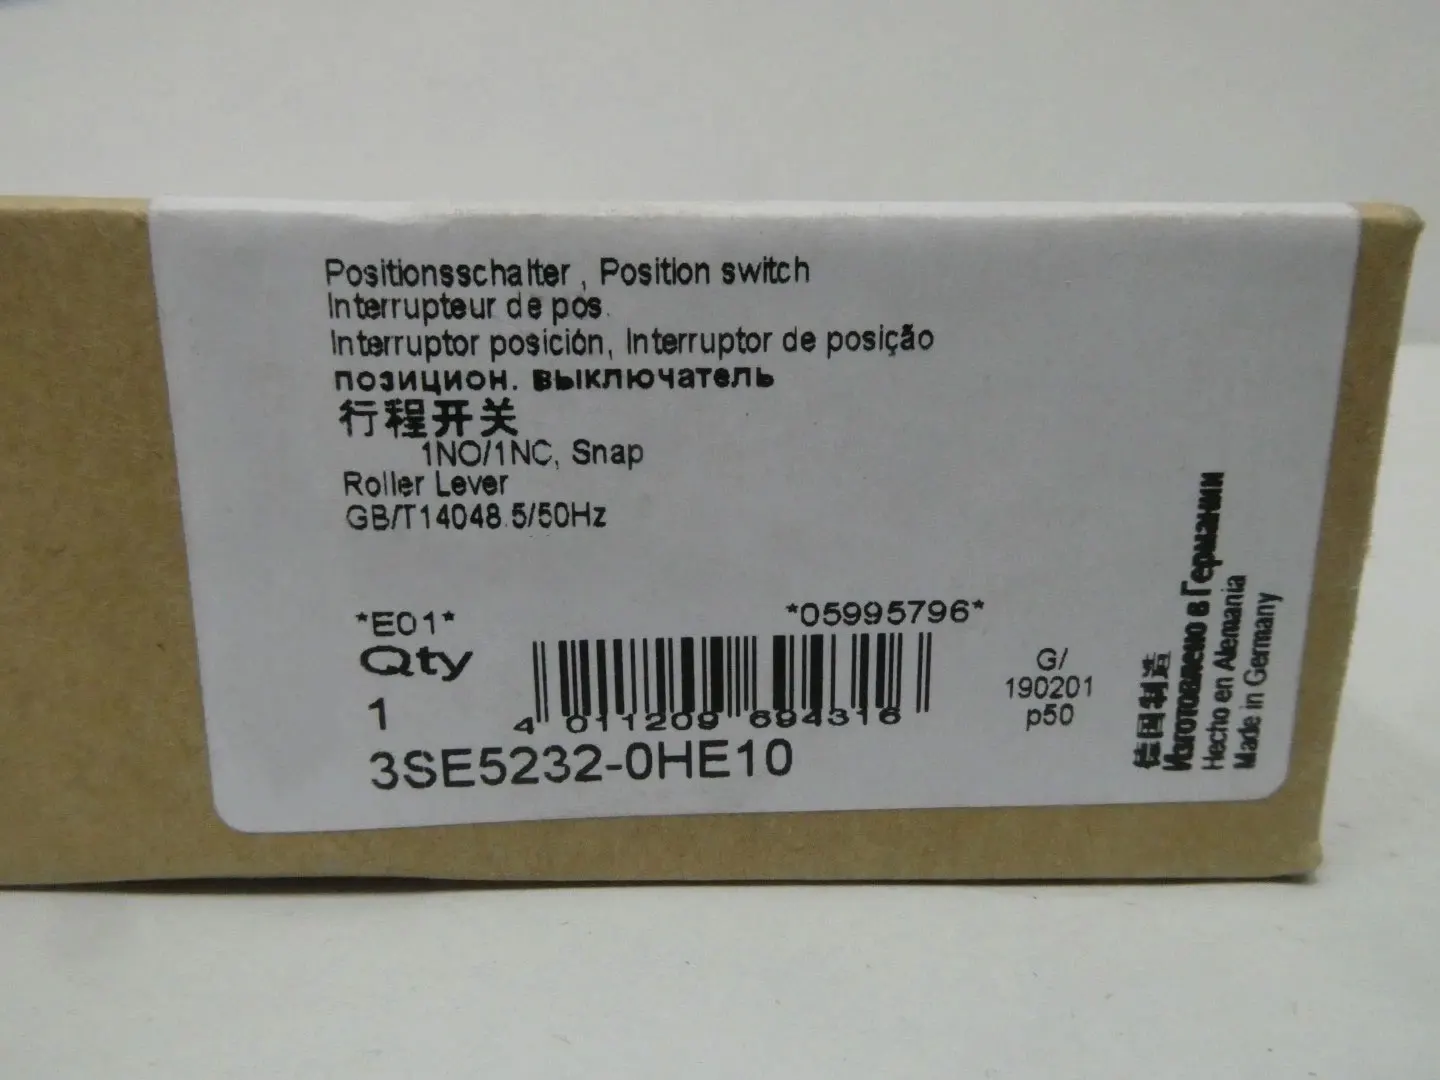 Positionsschalter , Position switch
Interrupteur de pos.
Interruptor posición, Interruptor de posição
позицион. выключатель
行程开关
1NO/1NC, Snap
Roller Lever
GB/T14048.5/50Hz
*E01*
*05995796*
Qty
1
4 011209 694316
3SE5232-0HE10
G/
190201
p50
德国制造
Изготовлено в Германии
Hecho en Alemania
Made in Germany